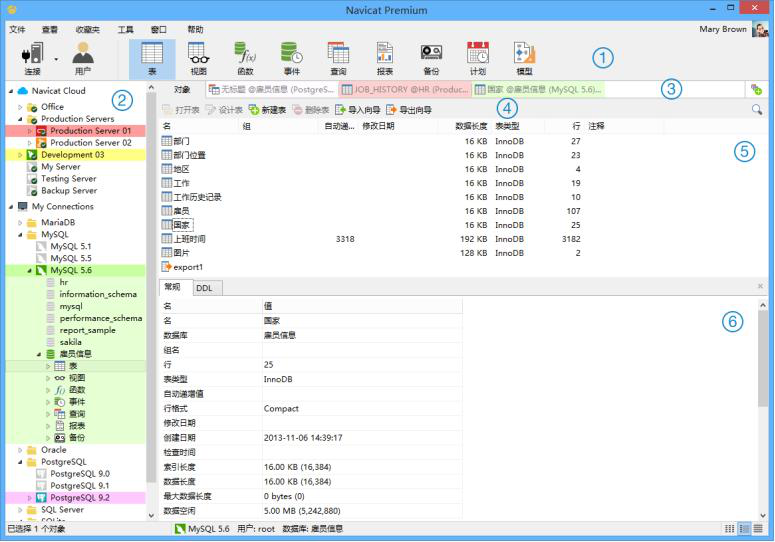 Navicat Premium
文件 查看 收藏夹 工具 窗口 帮助 Mary Brown
连接 用户 表 视图 函数 事件 查询 报表 备份 计划 模型 1
Navicat Cloud
2
Office
Production Servers
Production Server 01
Production Server 02
Development 03
My Server
Testing Server
Backup Server
My Connections
MariaDB
MySQL
MySQL 5.1
MySQL 5.5
MySQL 5.6
hr
information_schema
mysql
performance_schema
report_sample
sakila
雇员信息
表
视图
函数
事件
查询
报表
备份
Oracle
PostgreSQL
PostgreSQL 9.0
PostgreSQL 9.1
PostgreSQL 9.2
SQL Server
SQLite
对象 无标题 @雇员信息 (PostgreS... JOB_HISTORY @HR (Produc... 国家 @雇员信息 (MySQL 5.6)... 3
打开表 设计表 新建表 删除表 导入向导 导出向导 4
名 组 自动递... 修改日期 数据长度 表类型 行 注释
5
部门 16 KB InnoDB 27
部门位置 16 KB InnoDB 23
地区 16 KB InnoDB 4
工作 16 KB InnoDB 19
工作历史记录 16 KB InnoDB 10
雇员 16 KB InnoDB 107
国家 16 KB InnoDB 25
上班时间 3318 192 KB InnoDB 3182
图片 128 KB InnoDB 2
export1
常规 DDL
名 值
6
名 国家
数据库 雇员信息
组名
行 25
表类型 InnoDB
自动递增值
行格式 Compact
修改日期
创建日期 2013-11-06 14:39:17
检查时间
索引长度 16.00 KB (16,384)
数据长度 16.00 KB (16,384)
最大数据长度 0 bytes (0)
数据空闲 5.00 MB (5,242,880)
已选择 1 个对象 MySQL 5.6 用户: root 数据库: 雇员信息